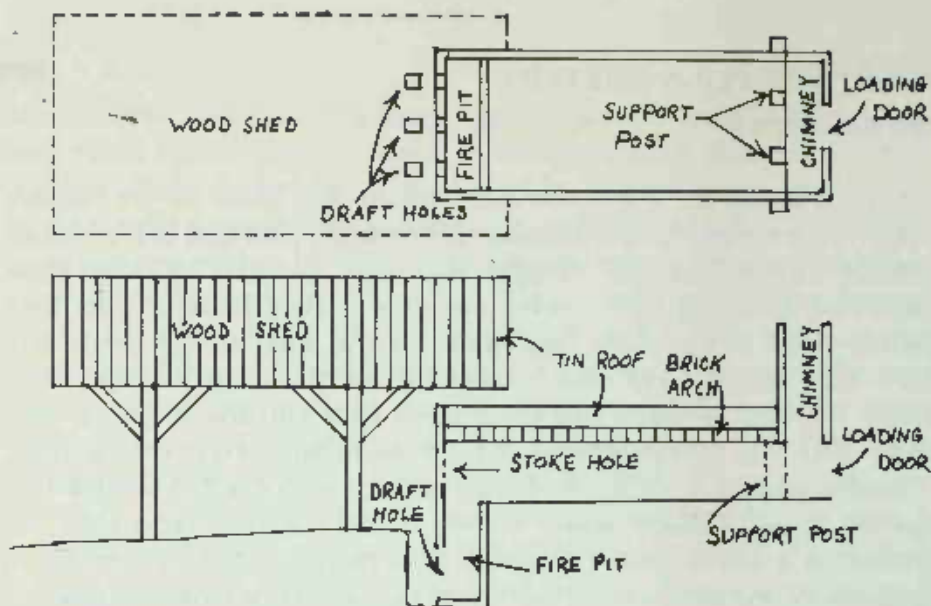 WOOD SHED
FIRE PIT
DRAFT HOLES
SUPPORT
POST
CHIMNEY
LOADING
DOOR
WOOD SHED
TIN ROOF
BRICK
ARCH
CHIMNEY
STOKE HOLE
LOADING
DOOR
DRAFT
HOLE
FIRE PIT
SUPPORT POST